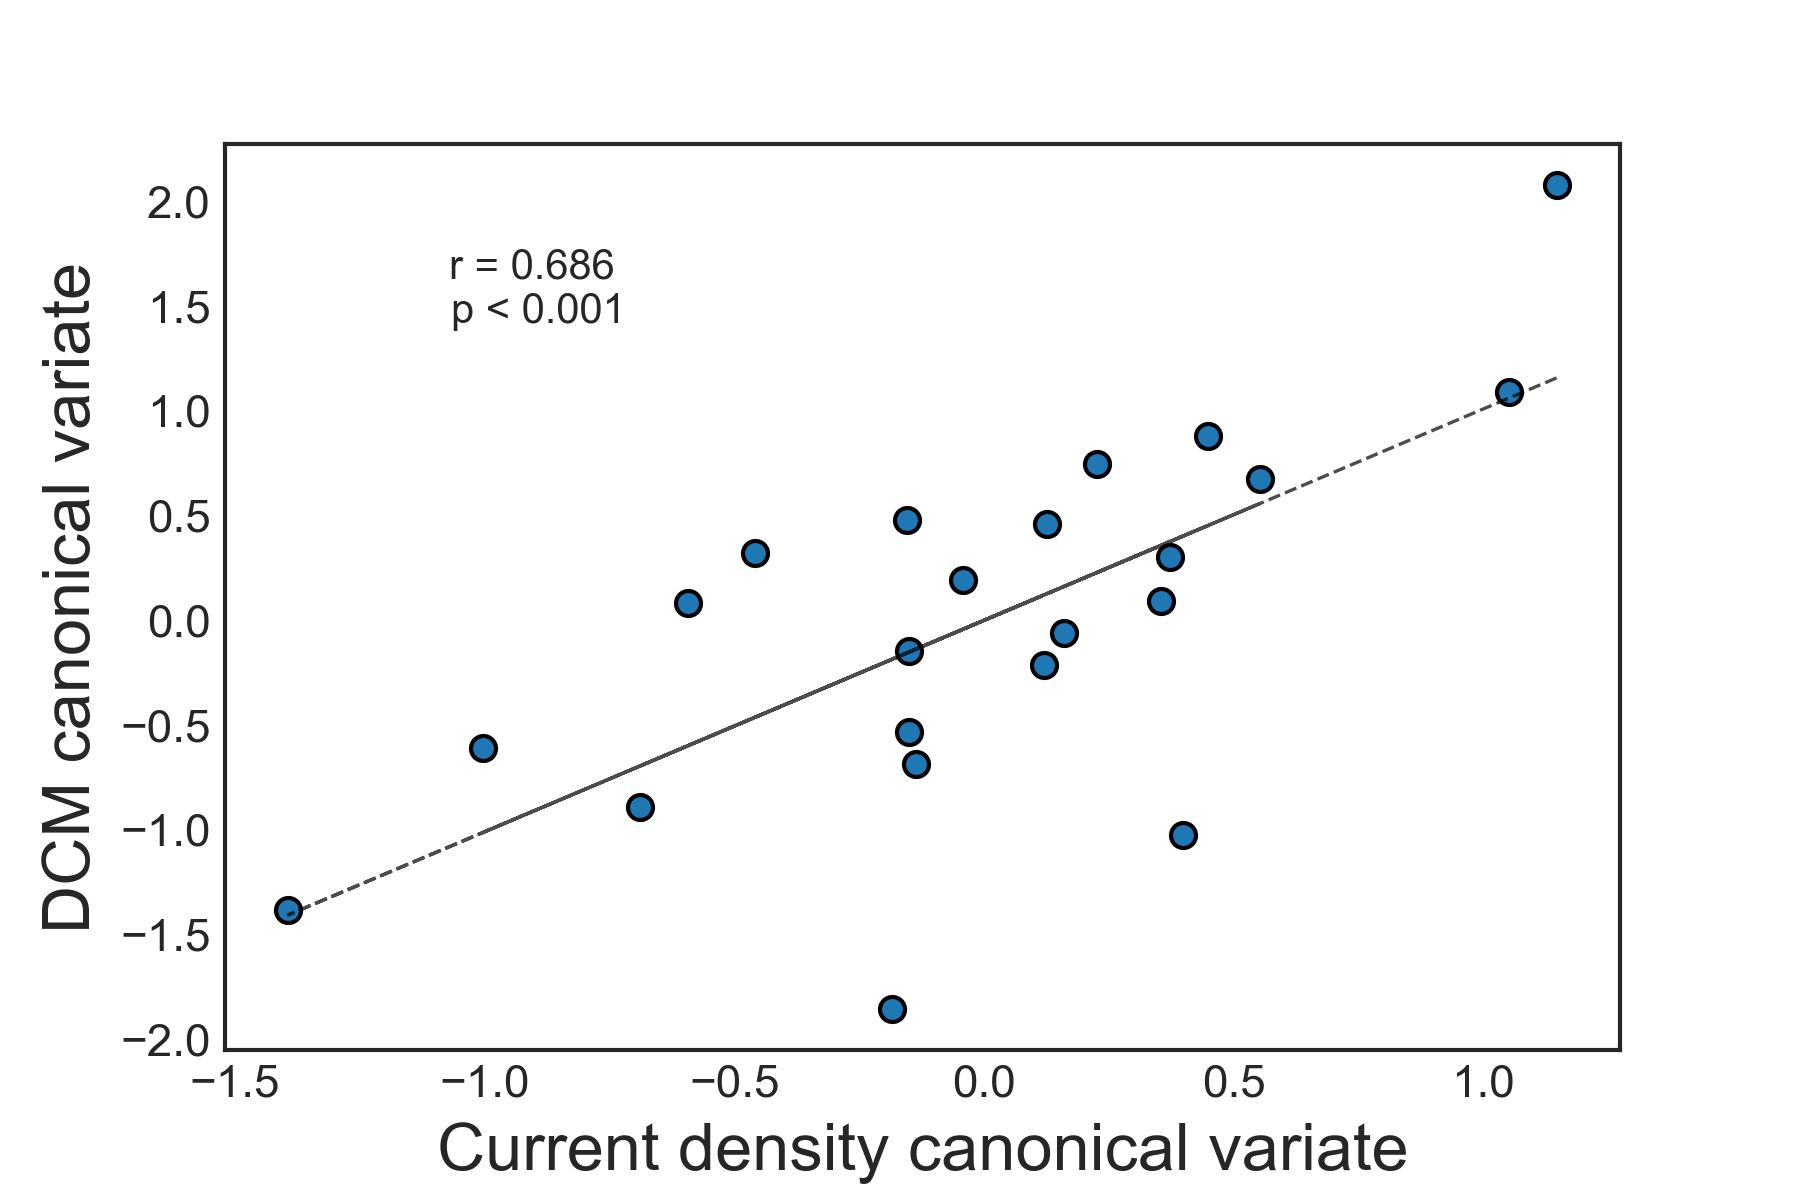 r = 0.686
p < 0.001
DCM canonical variate
2.0
1.5
1.0
0.5
0.0
−0.5
−1.0
−1.5
−2.0
−1.5 −1.0 −0.5 0.0 0.5 1.0
Current density canonical variate